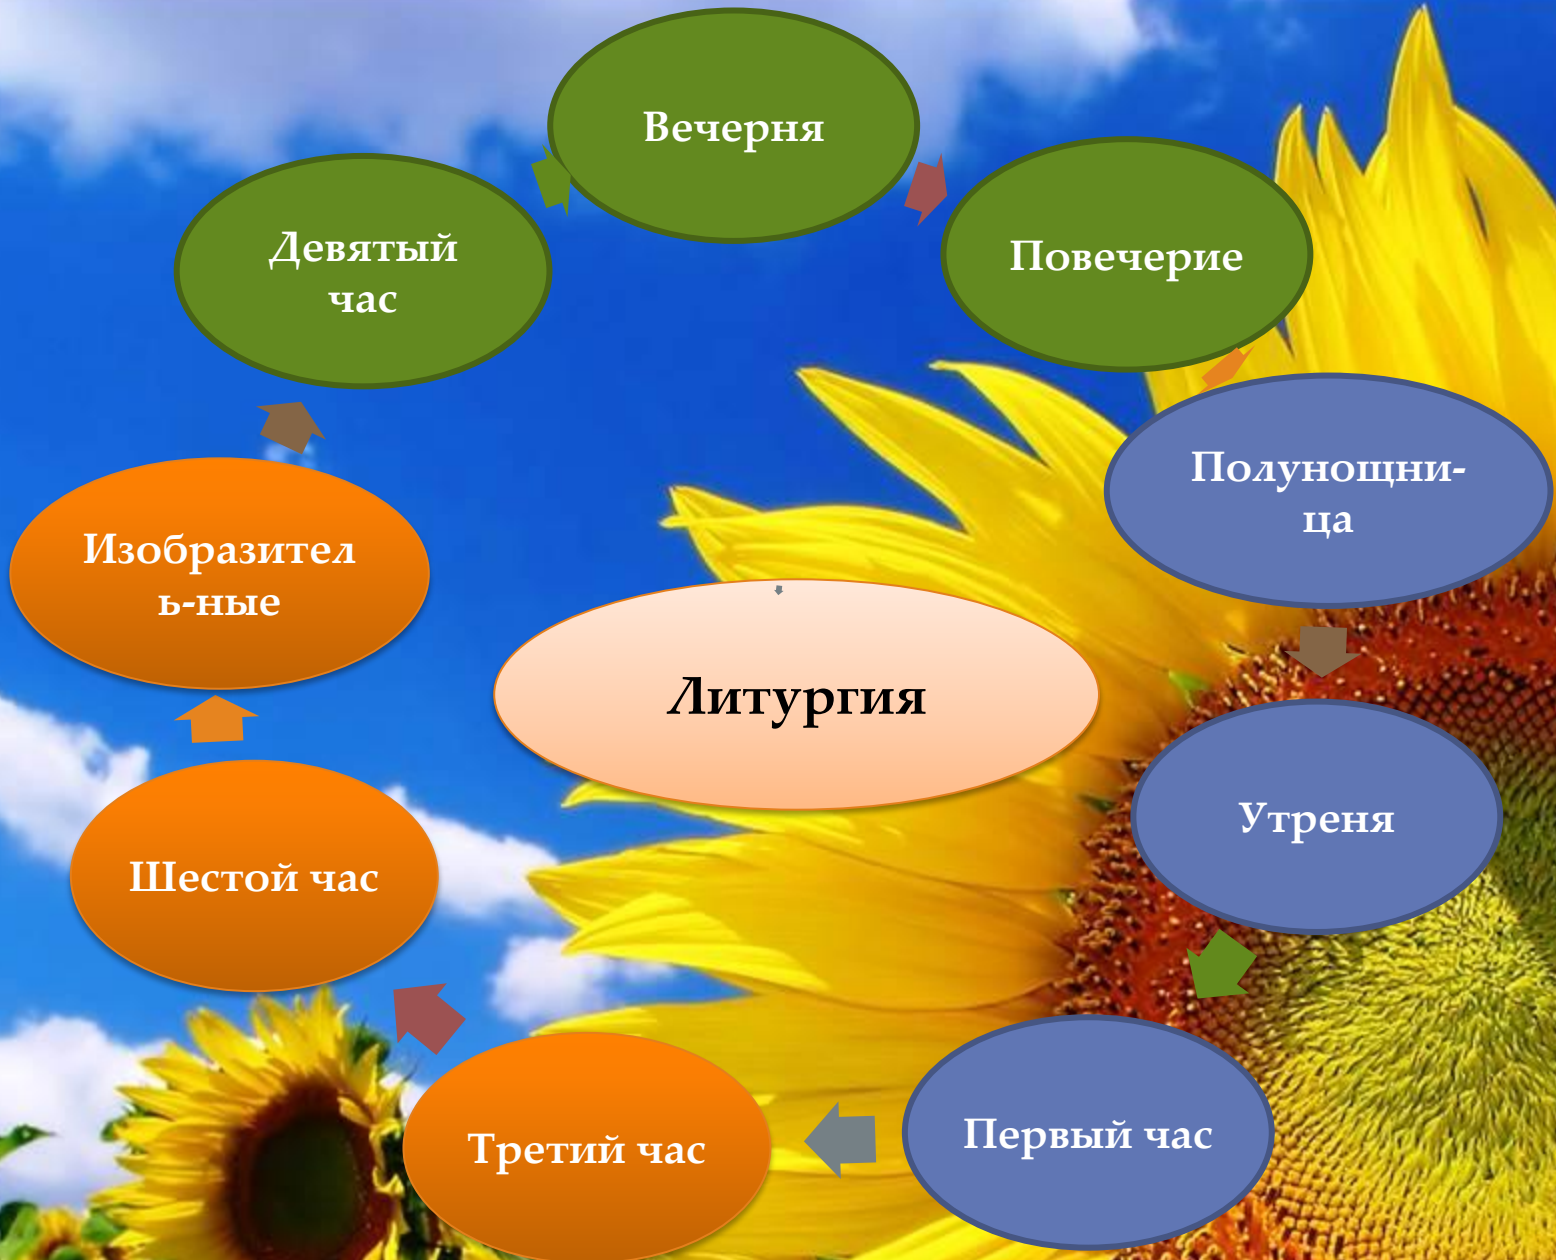 Вечерня
Повечерие
Девятый
час
Полунощни-
ца
Изобразител
ь-ные
Литургия
Утреня
Шестой час
Первый час
Третий час